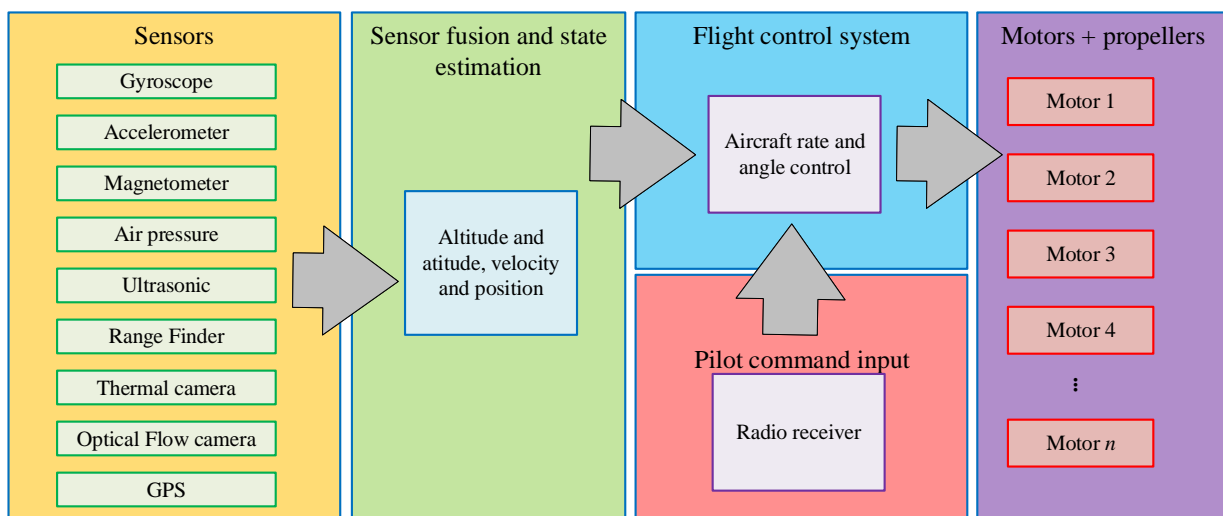 Sensors
Gyroscope
Accelerometer
Magnetometer
Air pressure
Ultrasonic
Range Finder
Thermal camera
Optical Flow camera
GPS
Sensor fusion and state
estimation
Altitude and
atitude, velocity
and position
Flight control system
Aircraft rate and
angle control
Pilot command input
Radio receiver
Motors + propellers
Motor 1
Motor 2
Motor 3
Motor 4
...
Motor n